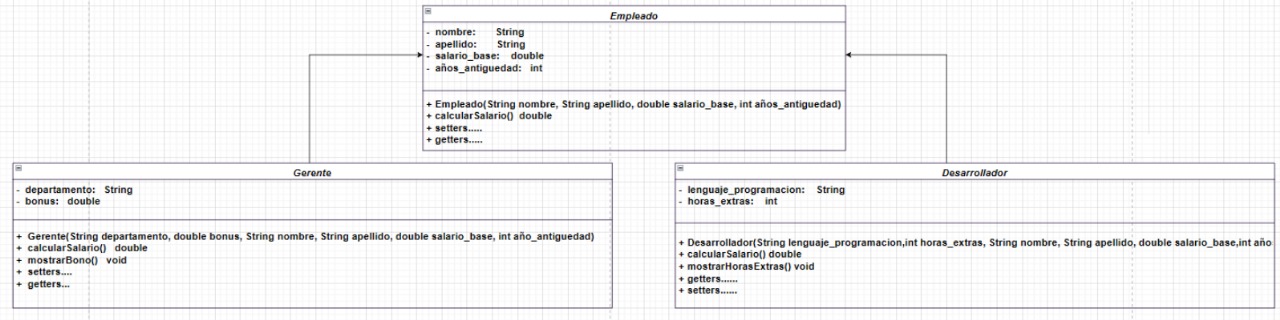 Empleado
- nombre: String
- apellido: String
- salario_base: double
- años_antiguedad: int
+ Empleado(String nombre, String apellido, double salario_base, int años_antiguedad)
+ calcularSalario() double
+ setters.....
+ getters.....
Gerente
- departamento: String
- bonus: double
+ Gerente(String departamento, double bonus, String nombre, String apellido, double salario_base, int año_antiguedad)
+ calcularSalario() double
+ mostrarBono() void
+ setters....
+ getters...
Desarrollador
- lenguaje_programacion: String
- horas_extras: int
+ Desarrollador(String lenguaje_programacion,int horas_extras, String nombre, String apellido, double salario_base,int año
+ calcularSalario() double
+ mostrarHorasExtras() void
+ getters......
+ setters......